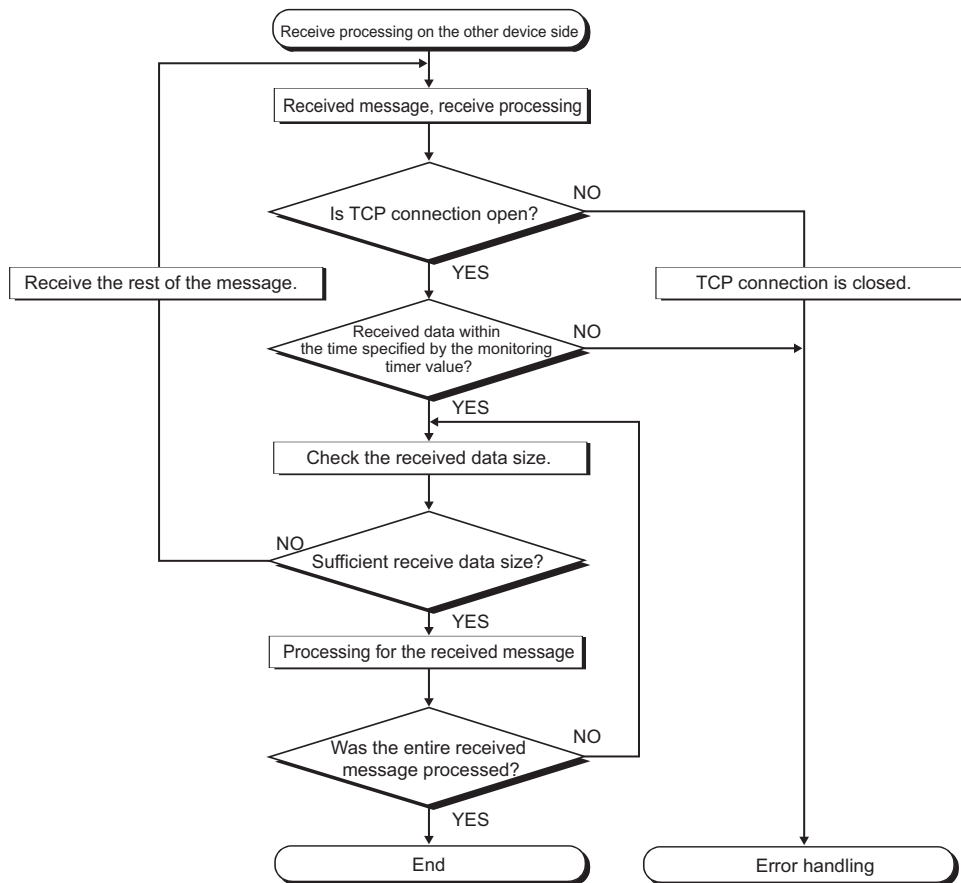 Receive processing on the other device side
Received message, receive processing
NO
Is TCP connection open?
YES
Receive the rest of the message.
TCP connection is closed.
Received data within
the time specified by the monitoring
timer value?
NO
YES
Check the received data size.
NO
Sufficient receive data size?
YES
Processing for the received message
NO
Was the entire received
message processed?
YES
End
Error handling